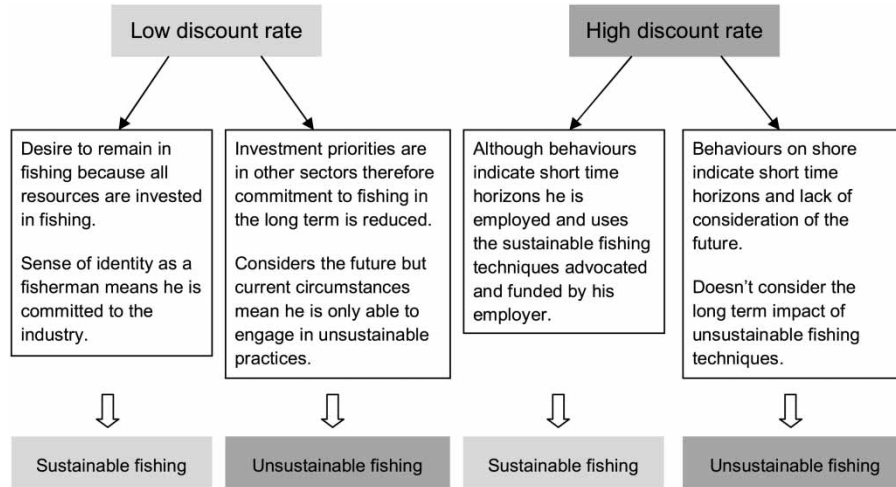 Low discount rate
High discount rate
Desire to remain in
fishing because all
resources are invested
in fishing.
Sense of identity as a
fisherman means he is
committed to the
industry.
Investment priorities are
in other sectors therefore
commitment to fishing in
the long term is reduced.
Considers the future but
current circumstances
mean he is only able to
engage in unsustainable
practices.
Although behaviours
indicate short time
horizons he is
employed and uses
the sustainable fishing
techniques advocated
and funded by his
employer.
Behaviours on shore
indicate short time
horizons and lack of
consideration of the
future.
Doesn’t consider the
long term impact of
unsustainable fishing
techniques.
Sustainable fishing
Unsustainable fishing
Sustainable fishing
Unsustainable fishing